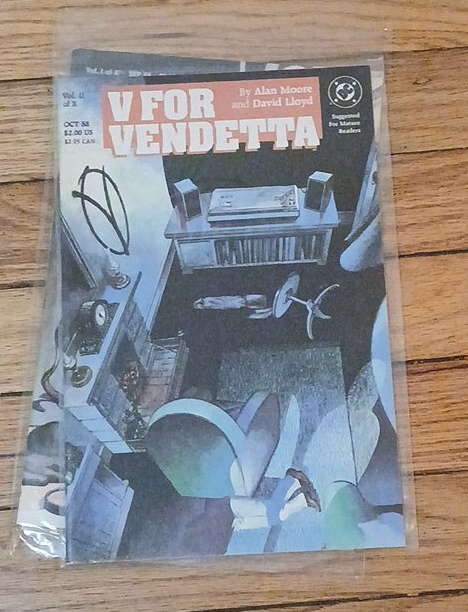 Vol. II
of X
OCT 88
$2.00 US
$2.95 CAN
V FOR
VENDETTA
By Alan Moore
and David Lloyd
DC
Suggested
For Mature
Readers